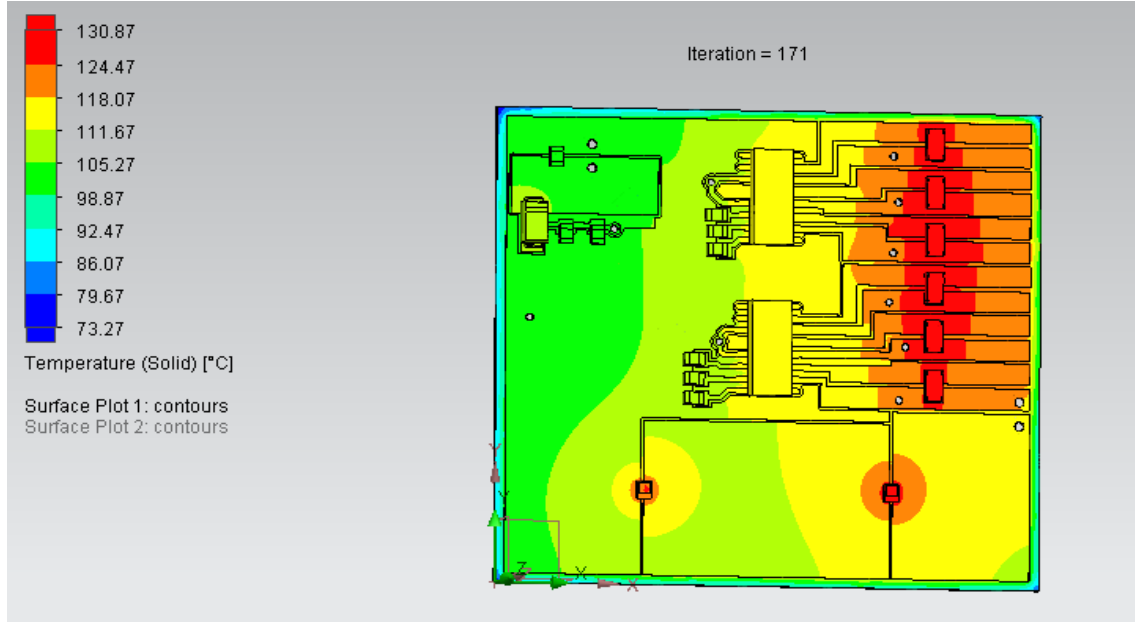 130.87
124.47
118.07
111.67
105.27
98.87
92.47
86.07
79.67
73.27
Temperature (Solid) [°C]
Surface Plot 1: contours
Surface Plot 2: contours
Iteration = 171
Y
Y
Z
X
X